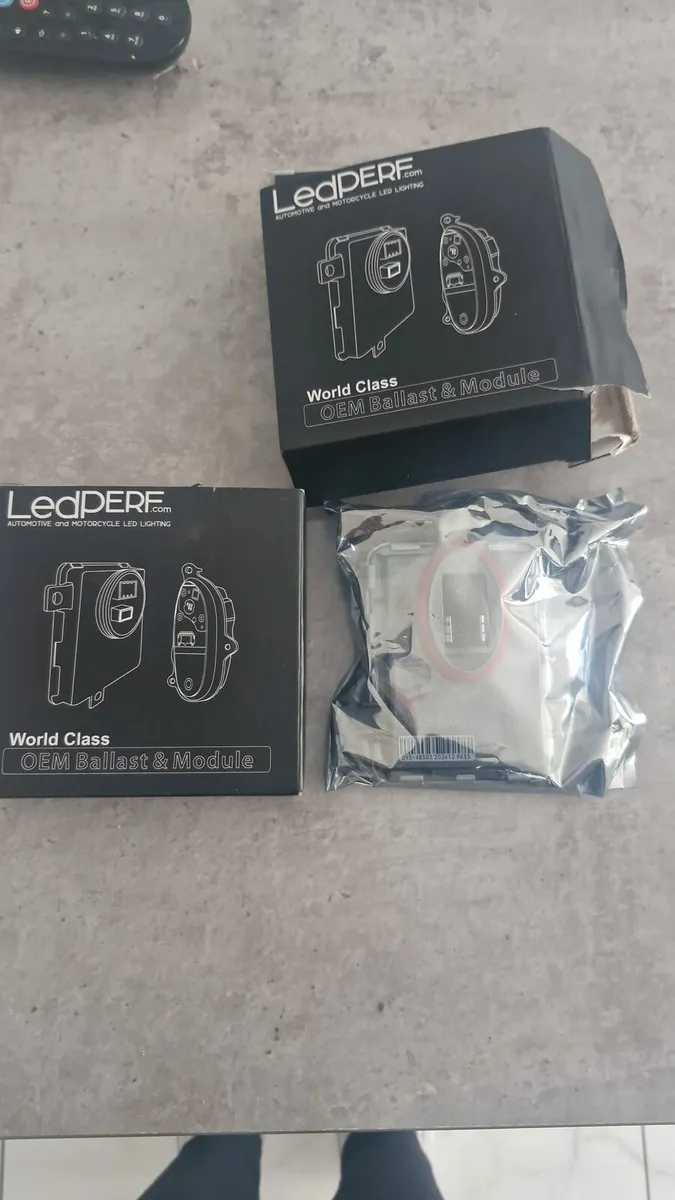 LedPERF.com
AUTOMOTIVE and MOTORCYCLE LED LIGHTING
World Class
OEM Ballast & Module
LedPERF.com
AUTOMOTIVE and MOTORCYCLE LED LIGHTING
World Class
OEM Ballast & Module